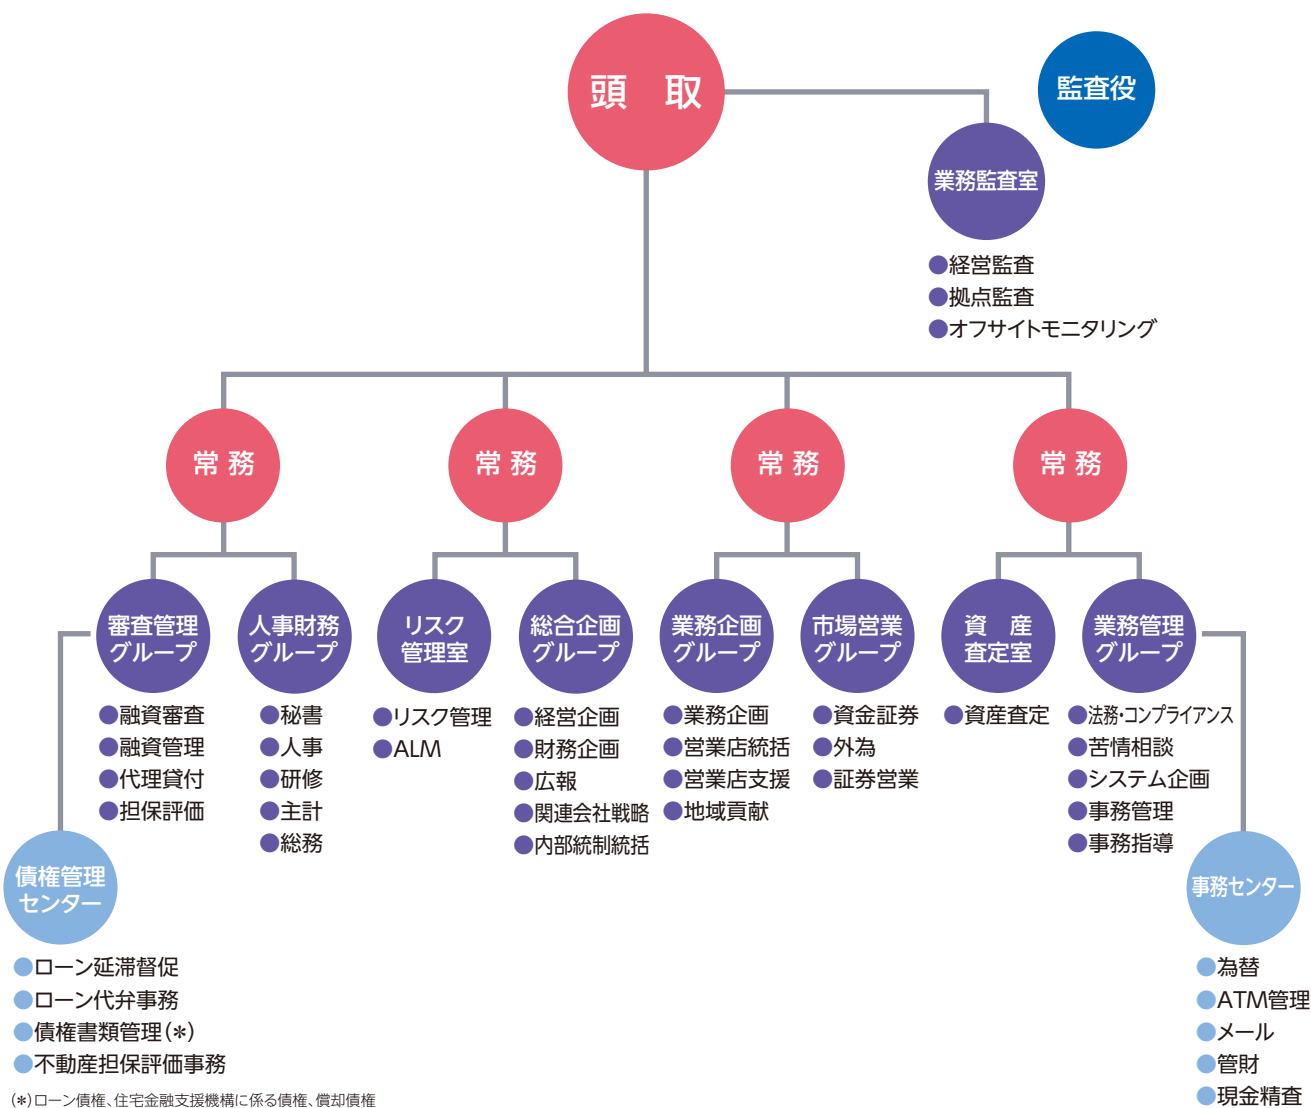 頭　取
監査役
業務監査室
●経営監査
●拠点監査
●オフサイトモニタリング
常 務
常 務
常 務
常 務
審査管理
グループ
●融資審査
●融資管理
●代理貸付
●担保評価
人事財務
グループ
●秘書
●人事
●研修
●主計
●総務
リスク
管理室
●リスク管理
●ALM
総合企画
グループ
●経営企画
●財務企画
●広報
●関連会社戦略
●内部統制統括
業務企画
グループ
●業務企画
●営業店統括
●営業店支援
●地域貢献
市場営業
グループ
●資金証券
●外為
●証券営業
資　産
査定室
●資産査定
業務管理
グループ
●法務・コンプライアンス
●苦情相談
●システム企画
●事務管理
●事務指導
債権管理
センター
●ローン延滞督促
●ローン代弁事務
●債権書類管理(*)
●不動産担保評価事務
事務センター
●為替
●ATM管理
●メール
●管財
●現金精査
(*)ローン債権、住宅金融支援機構に係る債権、償却債権